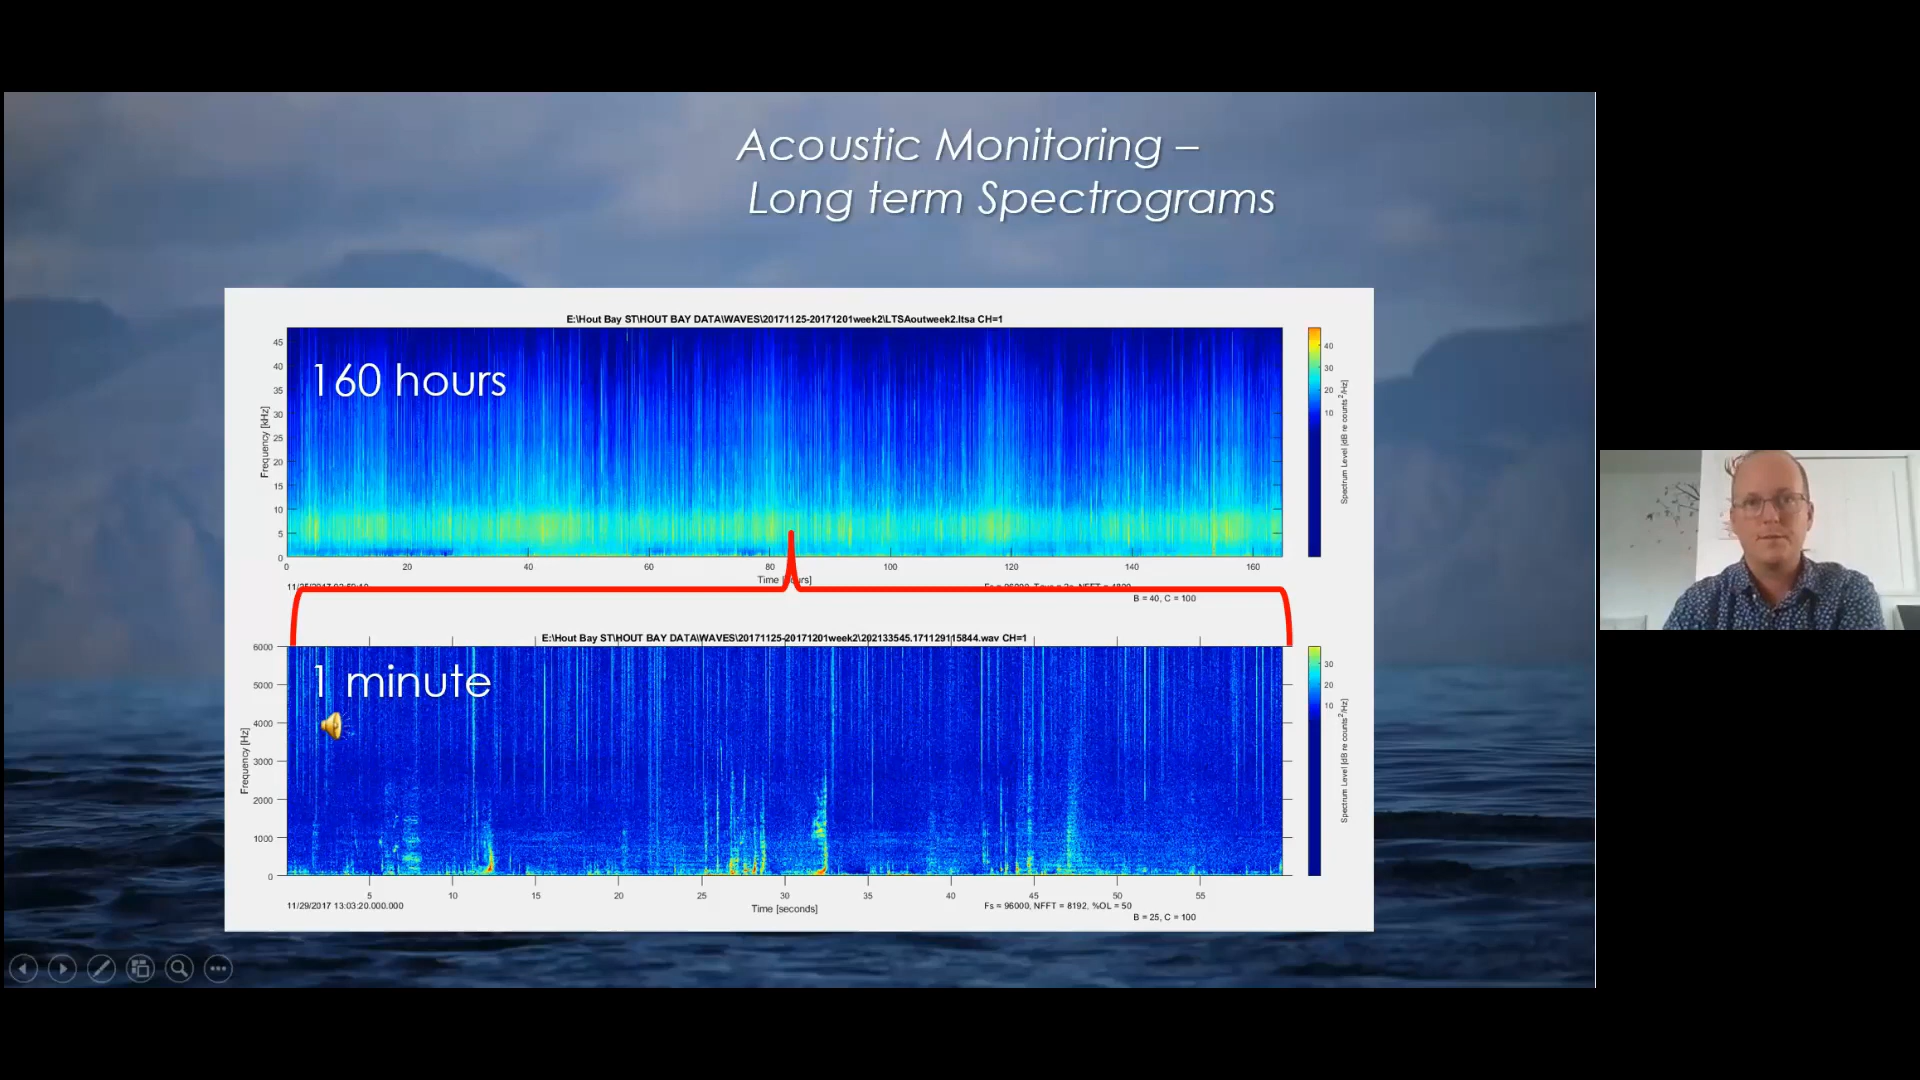 Acoustic Monitoring –
Long term Spectrograms
E:\Hout Bay ST\HOUT BAY DATA\WAVES\20171125-20171201week2\LTSAoutweek2.ltsa CH=1
160 hours
Frequency [kHz]
45
40
35
30
25
20
15
10
5
0
0 20 40 60 80 100 120 140 160
40
30
20
10
Spectrum Level [dB re counts²/Hz]
B = 40, C = 100
E:\Hout Bay ST\HOUT BAY DATA\WAVES\20171125-20171201week2\202133545.171129115844.wav CH=1
1 minute
Frequency [Hz]
6000
5000
4000
3000
2000
1000
0
5 10 15 20 25 30 35 40 45 50 55
30
20
10
Spectrum Level [dB re counts²/Hz]
11/29/2017 13:03:20.000.000
Time [seconds]
Fs = 96000, NFFT = 8192, %OL = 50
B = 25, C = 100